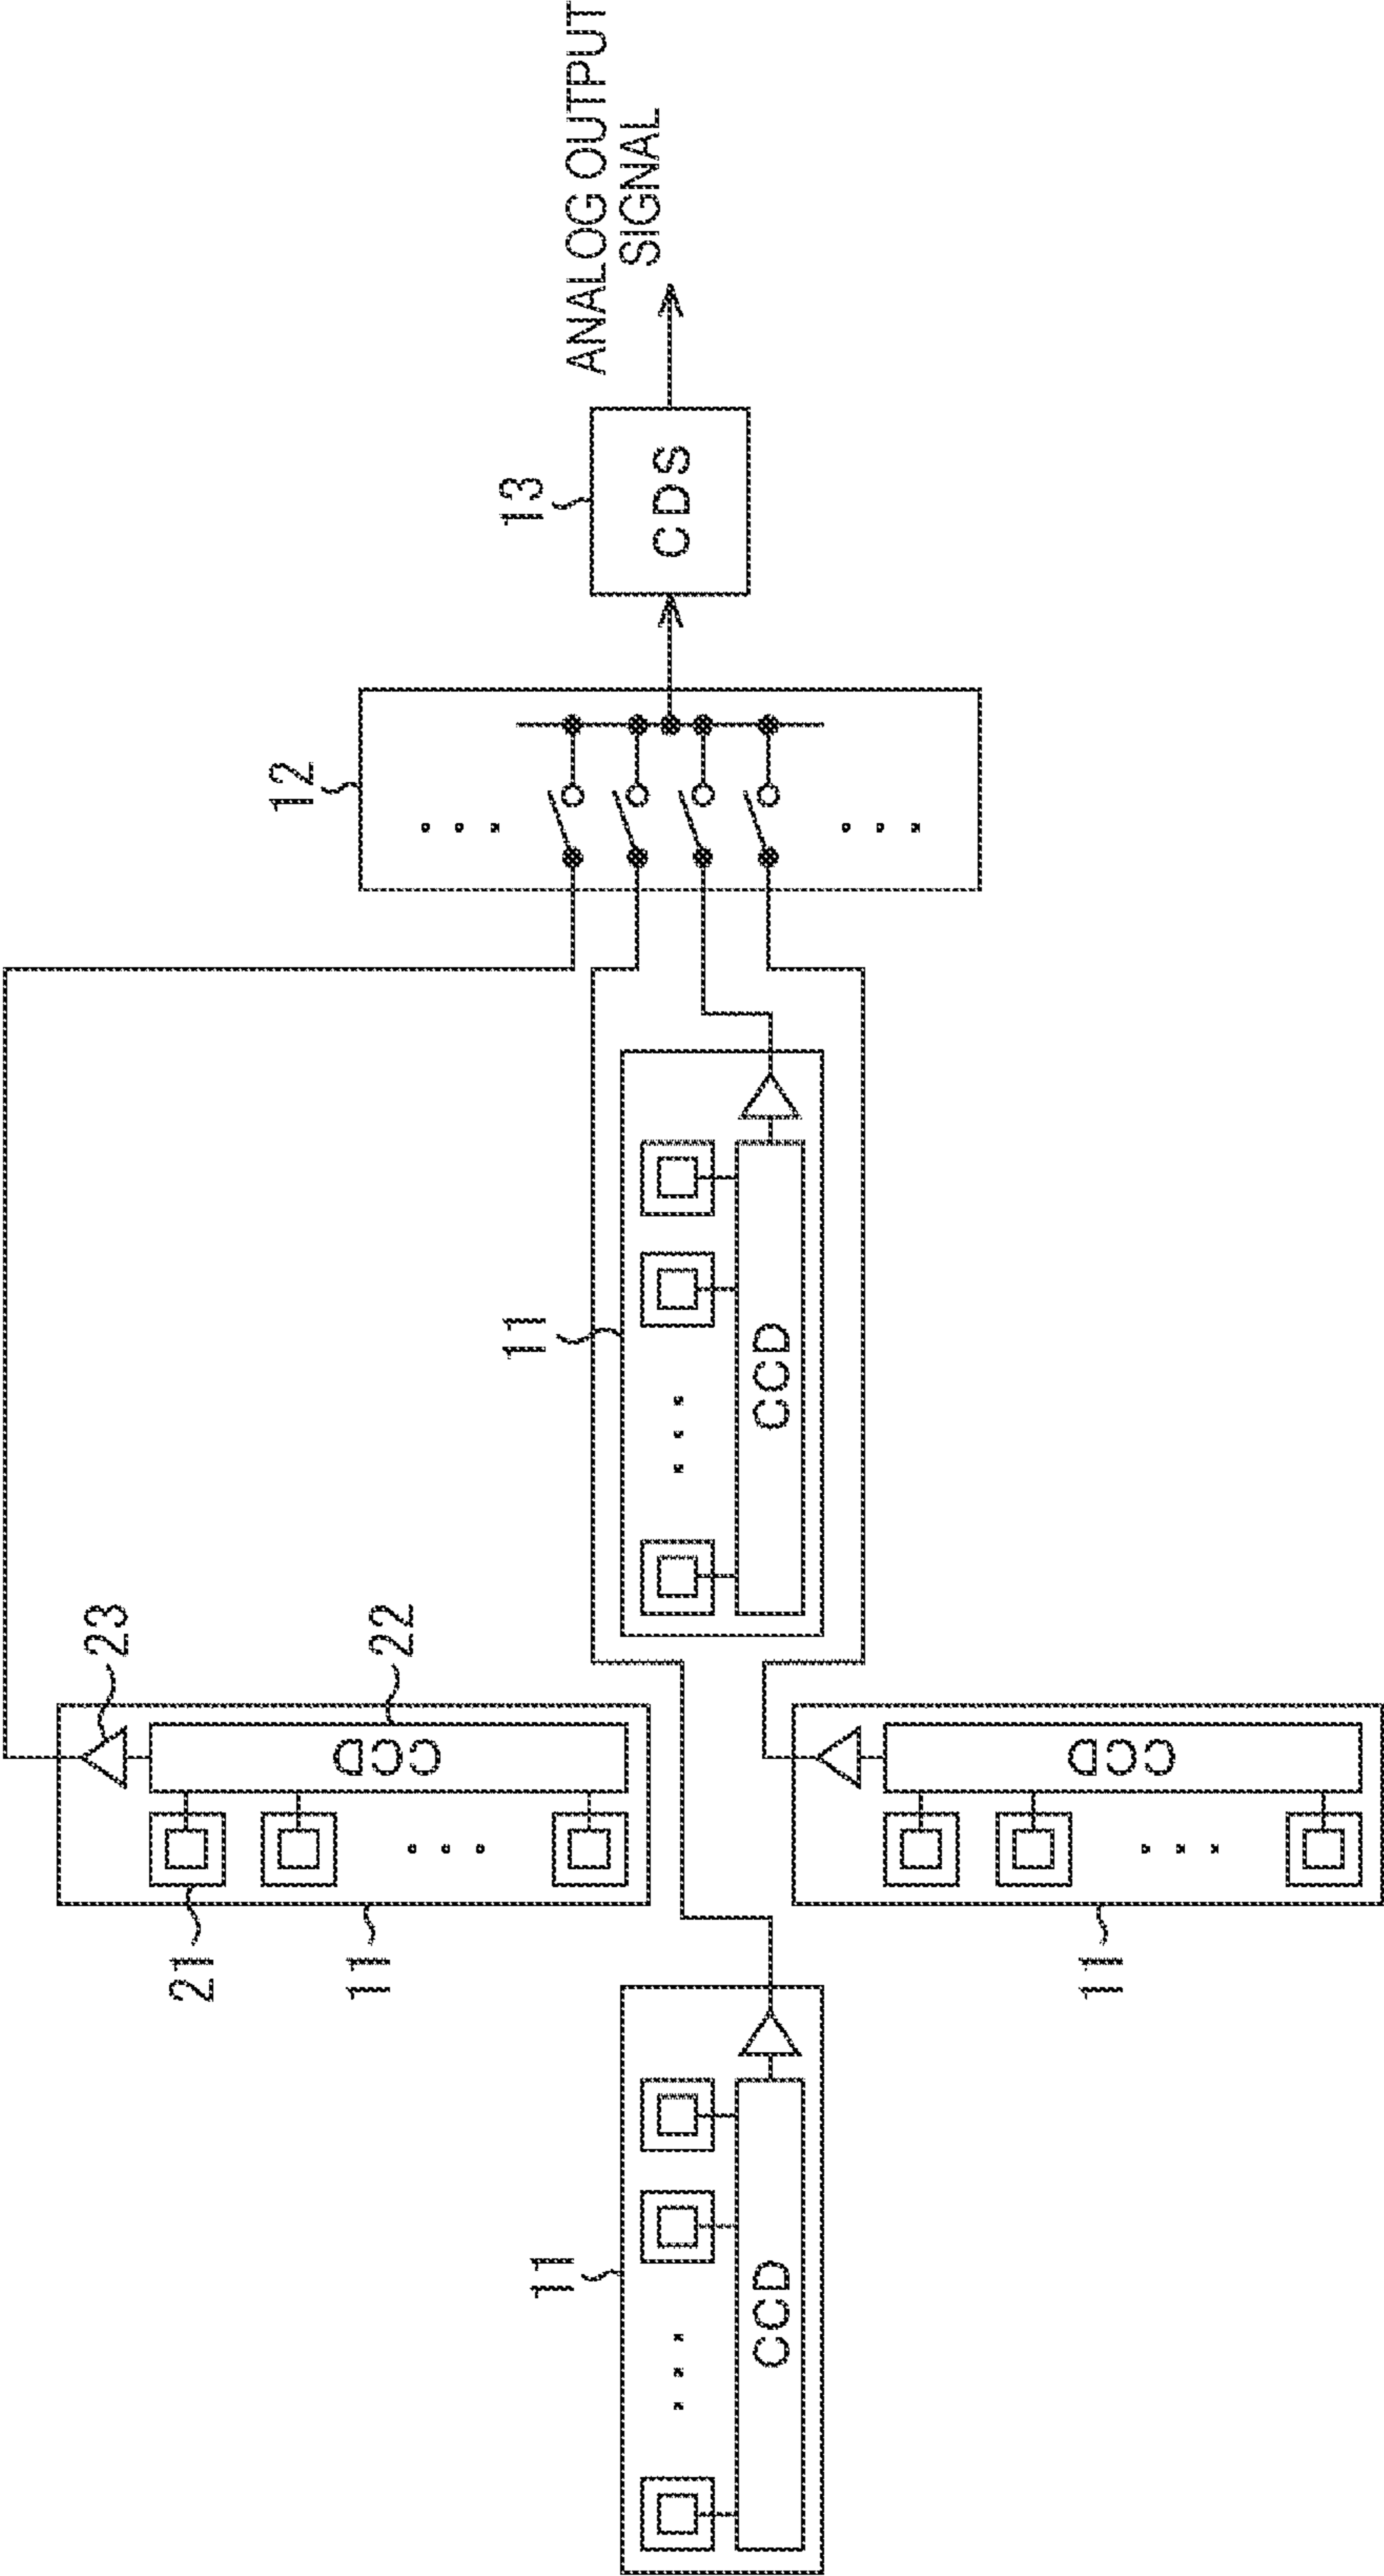 ANALOG OUTPUT
SIGNAL
13
CDS
12
11
CCD
23
22
CCD
21
11
CCD
11
11
CCD